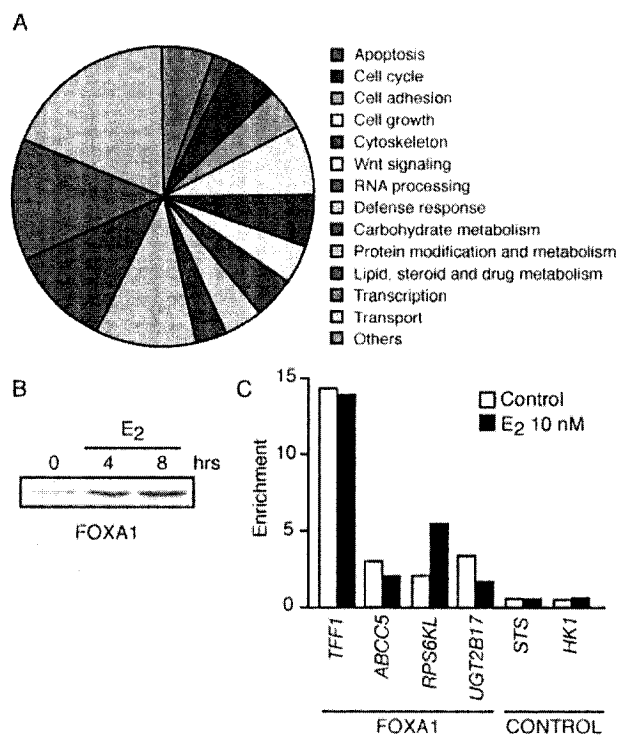 A
Apoptosis
Cell cycle
Cell adhesion
Cell growth
Cytoskeleton
Wnt signaling
RNA processing
Defense response
Carbohydrate metabolism
Protein modification and metabolism
Lipid, steroid and drug metabolism
Transcription
Transport
Others
B
E2
0 4 8 hrs
FOXA1
C
Control
E2 10 nM
Enrichment
15
10
5
0
TFF1
ABCC5
RPS6KL
UGT2B17
STS
HK1
FOXA1
CONTROL